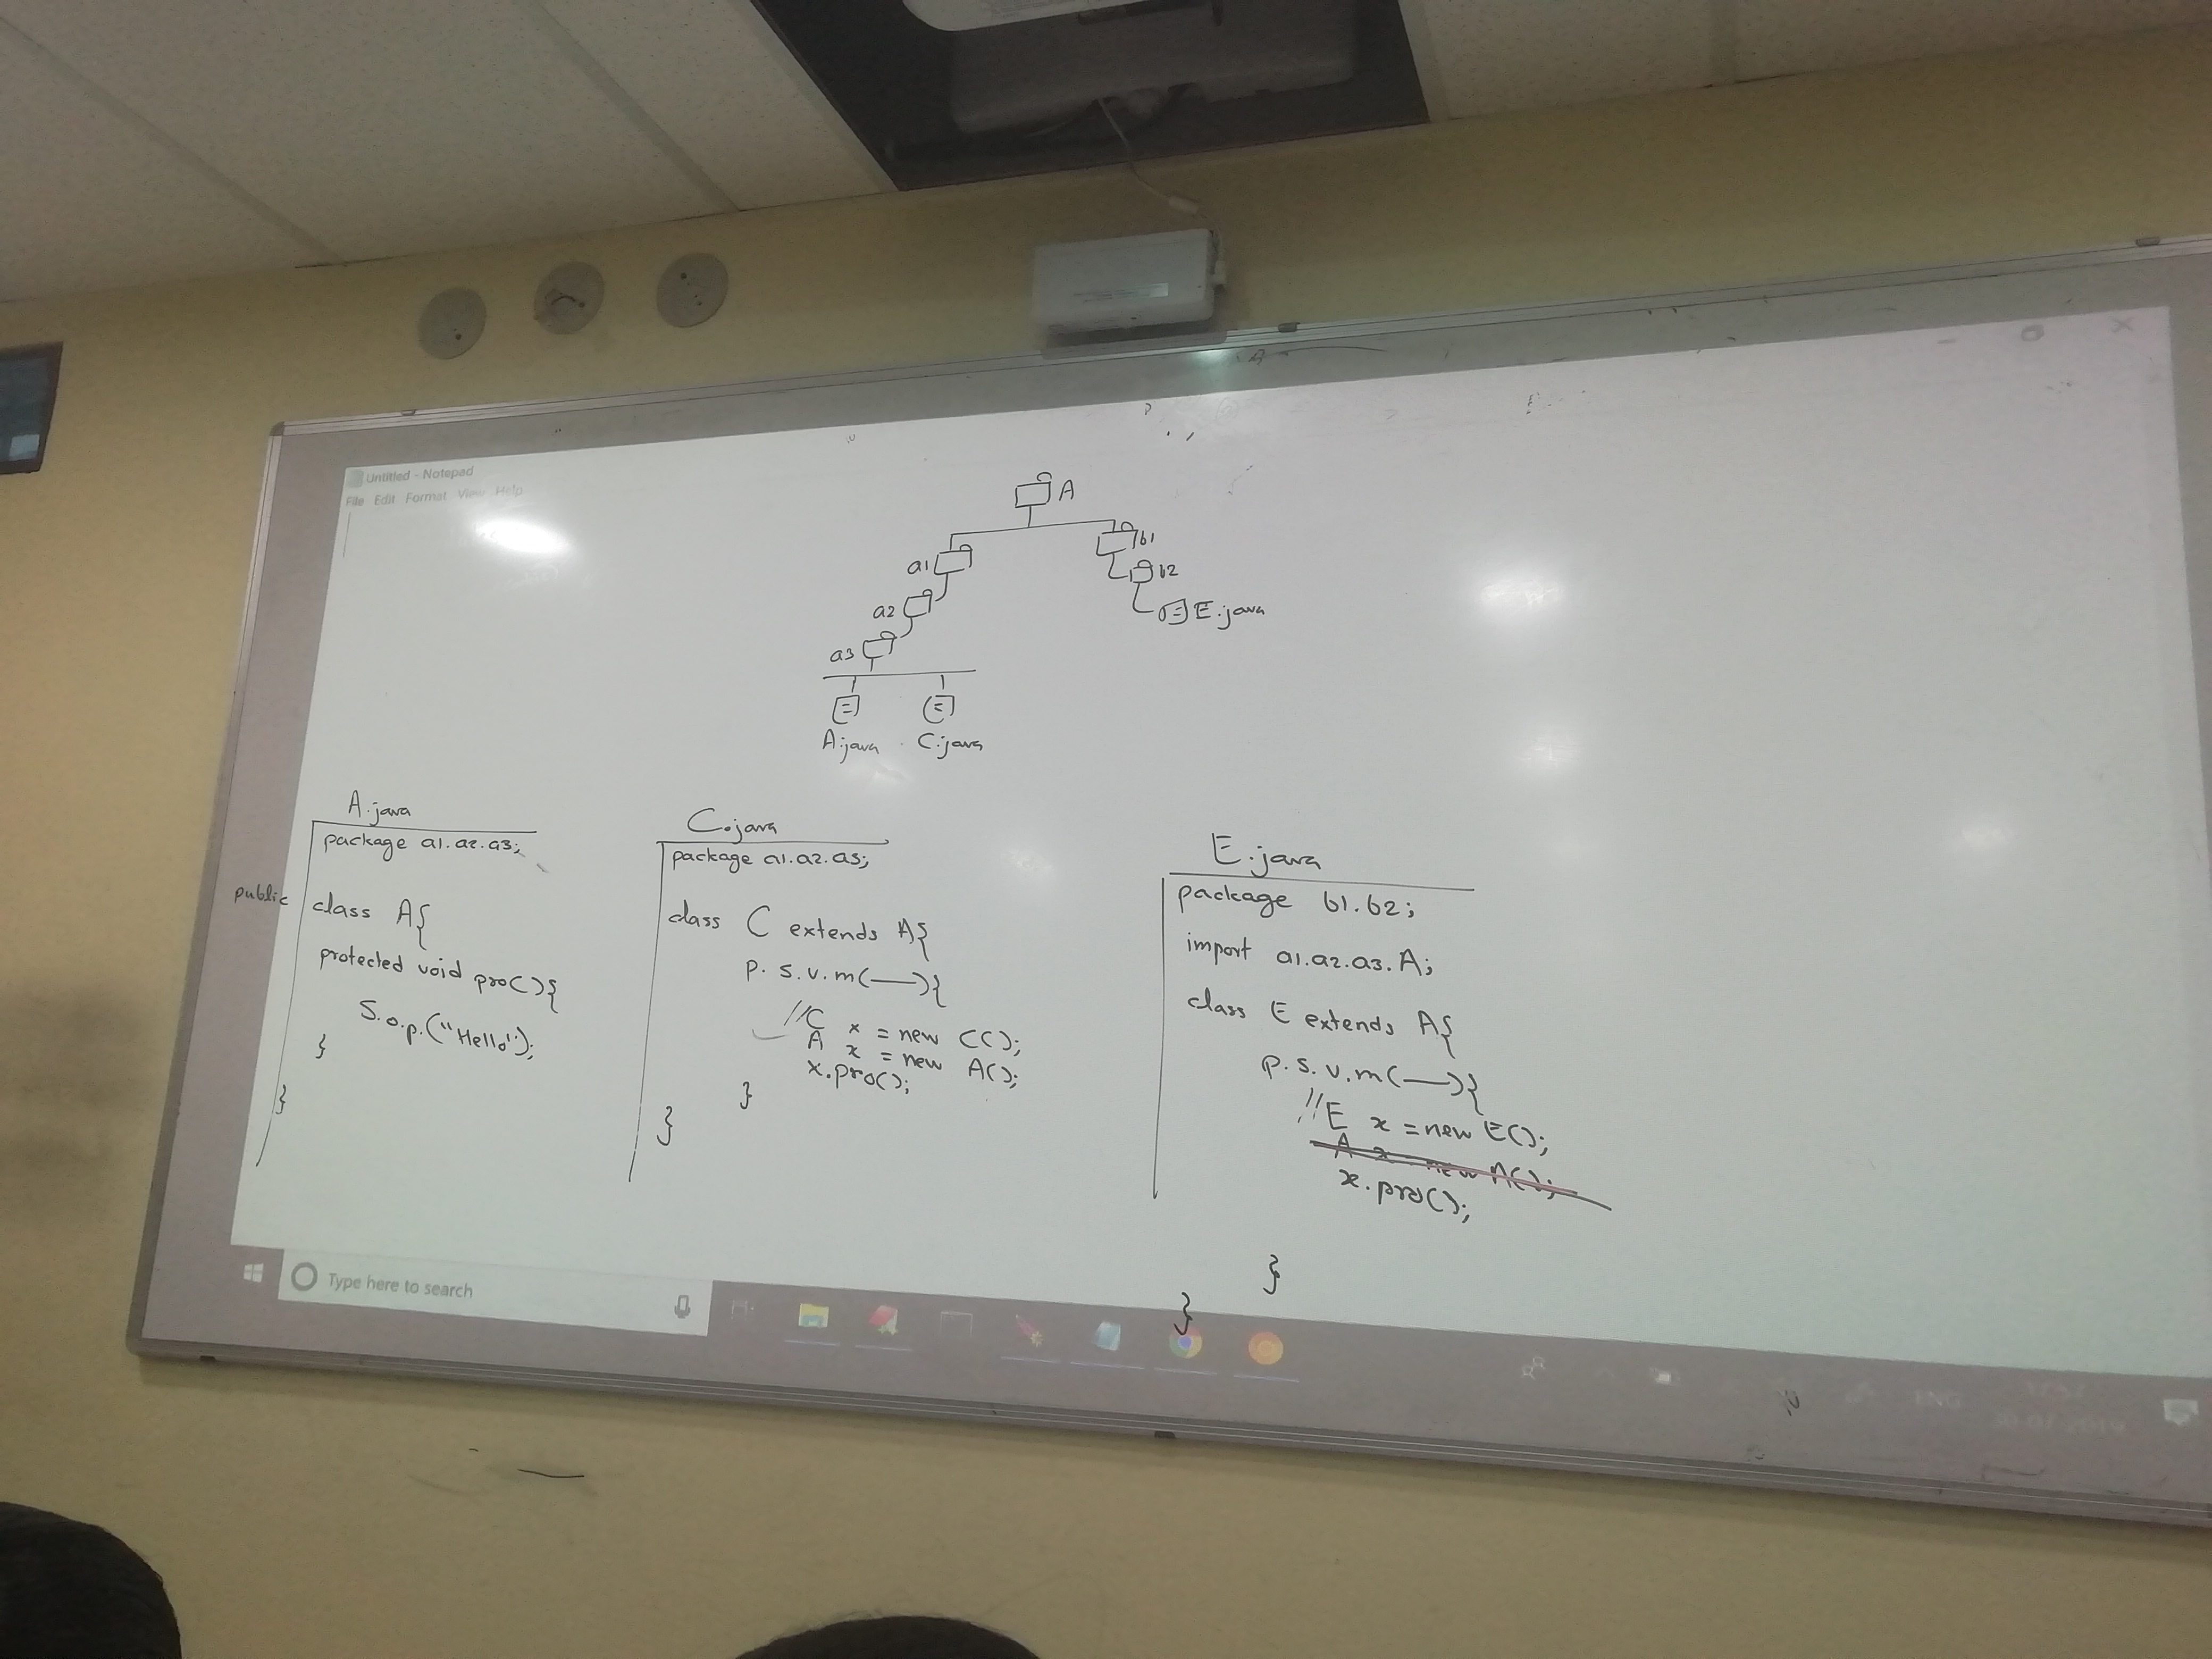 Untitled - Notepad
File Edit Format View Help
A
a1
b1
a2
b2
E.java
a3
A.java
C.java
A.java
package a1.a2.a3;
public class A{
protected void pro(){
S.o.p.("Hello");
}
}
C.java
package a1.a2.a3;
class C extends A{
p. s. v. m(—){
//C x = new C();
A x = new A();
x.pro();
}
}
E.java
package b1.b2;
import a1.a2.a3.A;
class E extends A{
p. s. v. m(—){
//E x = new E();
A x = new A();
x.pro();
}
}
Type here to search
ENG